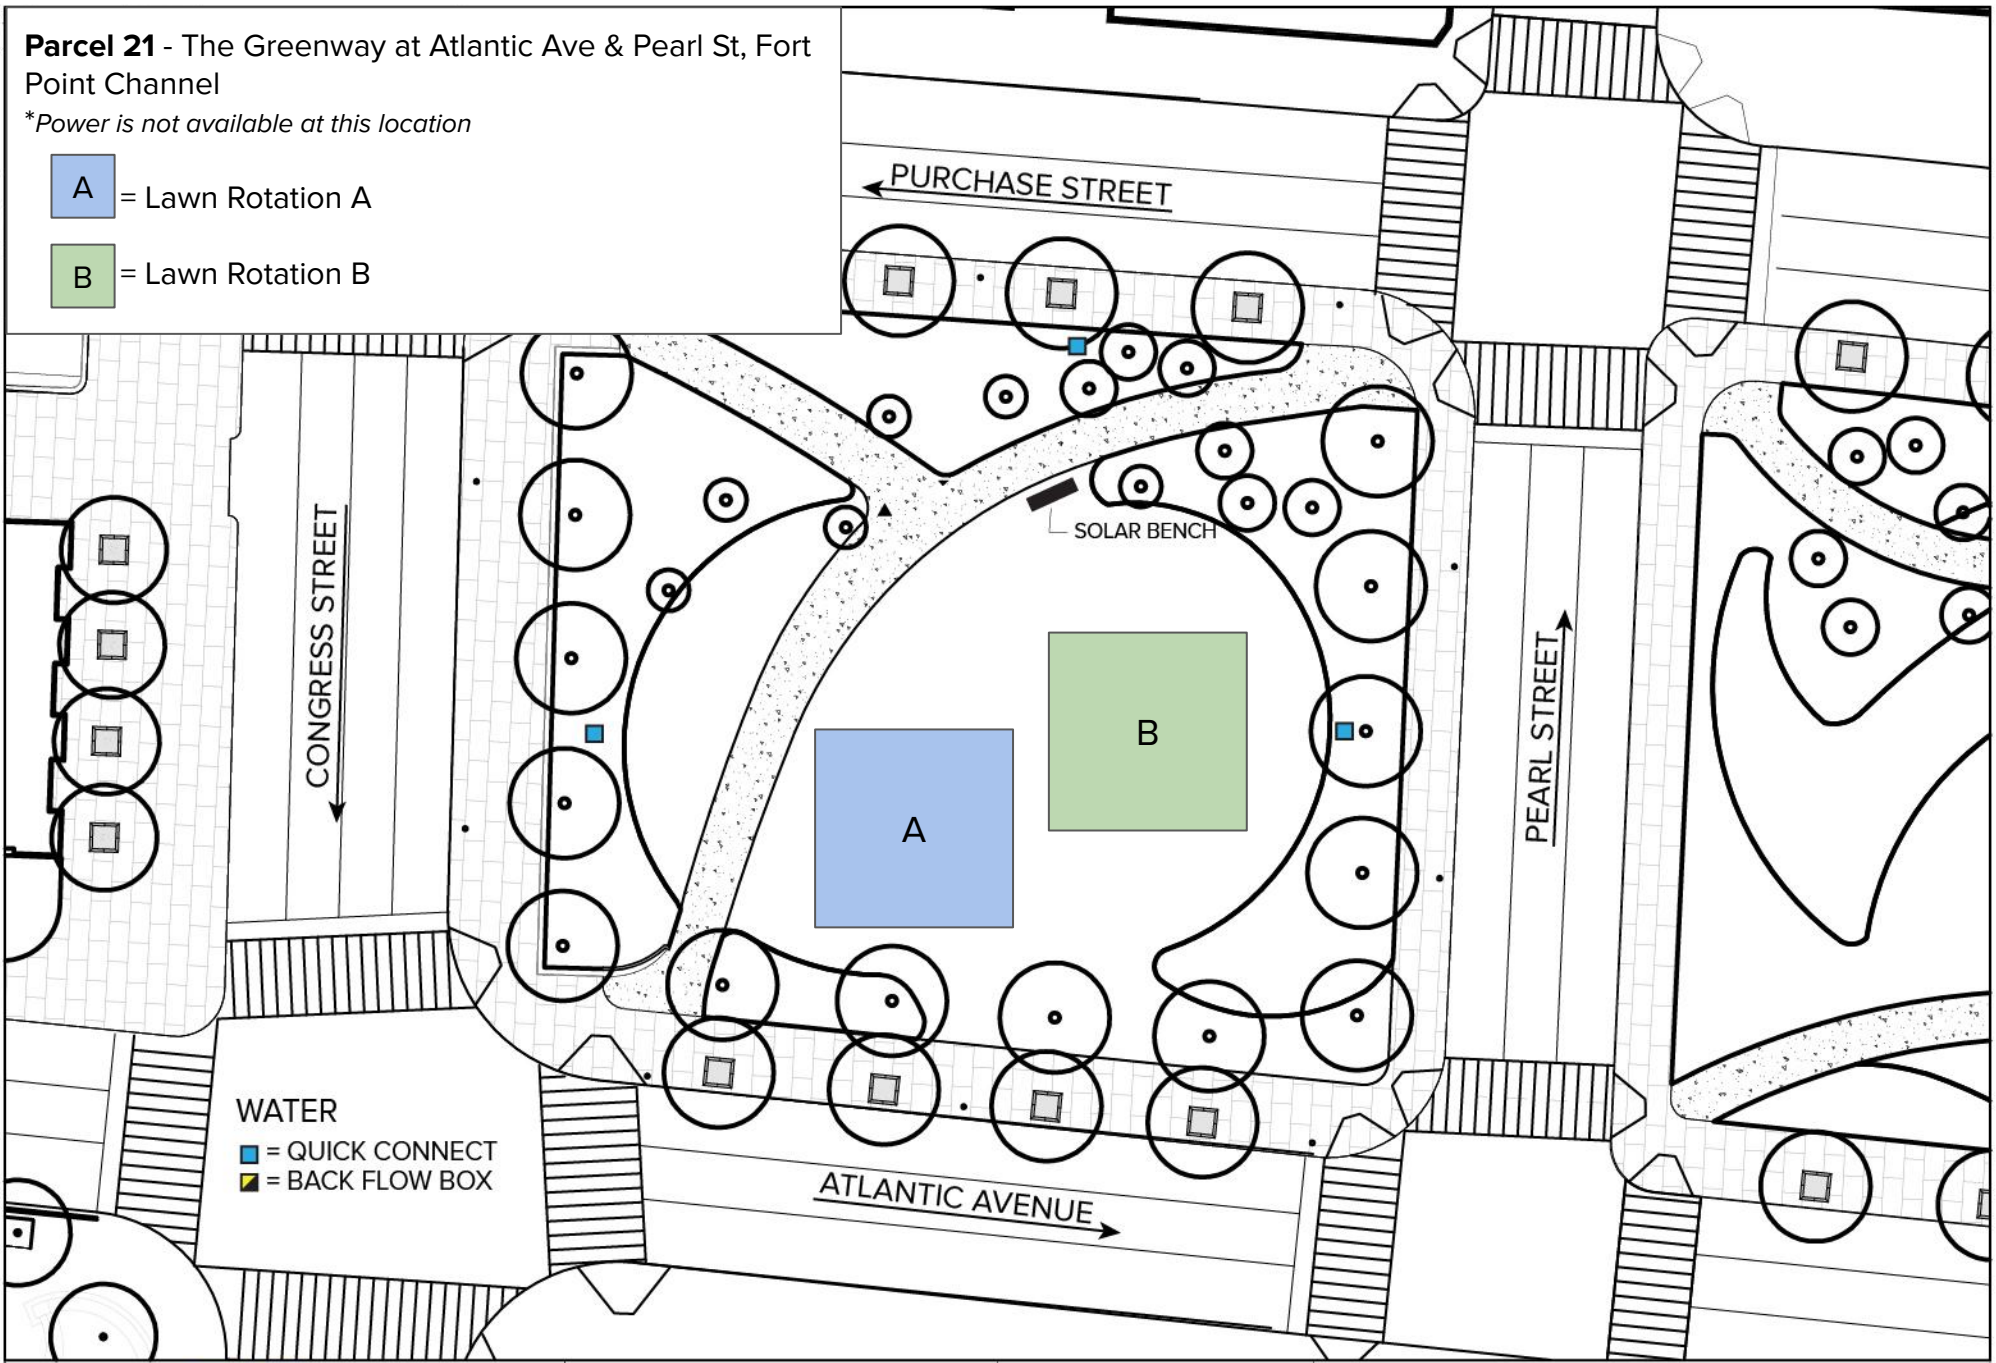 Parcel 21 - The Greenway at Atlantic Ave & Pearl St, Fort
Point Channel
*Power is not available at this location
A = Lawn Rotation A
B = Lawn Rotation B
PURCHASE STREET
SOLAR BENCH
CONGRESS STREET
PEARL STREET
B
A
WATER
= QUICK CONNECT
= BACK FLOW BOX
ATLANTIC AVENUE